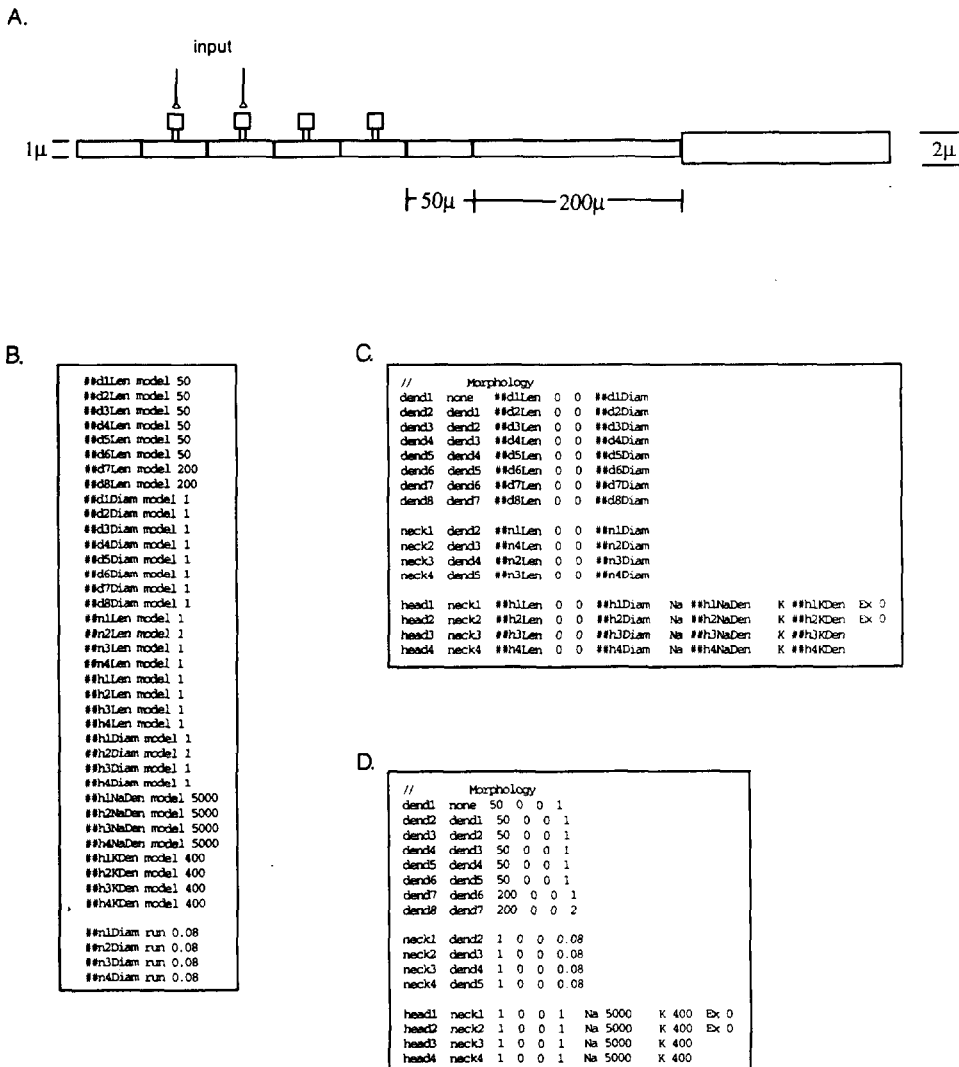 A.
input
1μ
2μ
50μ
200μ
B.
##d1Len model 50
##d2Len model 50
##d3Len model 50
##d4Len model 50
##d5Len model 50
##d6Len model 50
##d7Len model 200
##d8Len model 200
##d1Diam model 1
##d2Diam model 1
##d3Diam model 1
##d4Diam model 1
##d5Diam model 1
##d6Diam model 1
##d7Diam model 1
##d8Diam model 1
##n1Len model 1
##n2Len model 1
##n3Len model 1
##n4Len model 1
##h1Len model 1
##h2Len model 1
##h3Len model 1
##h4Len model 1
##h1Diam model 1
##h2Diam model 1
##h3Diam model 1
##h4Diam model 1
##h1NaDen model 5000
##h2NaDen model 5000
##h3NaDen model 5000
##h4NaDen model 5000
##h1KDen model 400
##h2KDen model 400
##h3KDen model 400
##h4KDen model 400
##n1Diam run 0.08
##n2Diam run 0.08
##n3Diam run 0.08
##n4Diam run 0.08
C.
// Morphology
dend1 none ##d1Len 0 0 ##d1Diam
dend2 dend1 ##d2Len 0 0 ##d2Diam
dend3 dend2 ##d3Len 0 0 ##d3Diam
dend4 dend3 ##d4Len 0 0 ##d4Diam
dend5 dend4 ##d5Len 0 0 ##d5Diam
dend6 dend5 ##d6Len 0 0 ##d6Diam
dend7 dend6 ##d7Len 0 0 ##d7Diam
dend8 dend7 ##d8Len 0 0 ##d8Diam
neck1 dend2 ##n1Len 0 0 ##n1Diam
neck2 dend3 ##n4Len 0 0 ##n2Diam
neck3 dend4 ##n2Len 0 0 ##n3Diam
neck4 dend5 ##n3Len 0 0 ##n4Diam
head1 neck1 ##h1Len 0 0 ##h1Diam Na ##h1NaDen K ##h1KDen Ex 0
head2 neck2 ##h2Len 0 0 ##h2Diam Na ##h2NaDen K ##h2KDen Ex 0
head3 neck3 ##h3Len 0 0 ##h3Diam Na ##h3NaDen K ##h3KDen
head4 neck4 ##h4Len 0 0 ##h4Diam Na ##h4NaDen K ##h4KDen
D.
// Morphology
dend1 none 50 0 0 1
dend2 dend1 50 0 0 1
dend3 dend2 50 0 0 1
dend4 dend3 50 0 0 1
dend5 dend4 50 0 0 1
dend6 dend5 50 0 0 1
dend7 dend6 200 0 0 1
dend8 dend7 200 0 0 2
neck1 dend2 1 0 0 0.08
neck2 dend3 1 0 0 0.08
neck3 dend4 1 0 0 0.08
neck4 dend5 1 0 0 0.08
head1 neck1 1 0 0 1 Na 5000 K 400 Ex 0
head2 neck2 1 0 0 1 Na 5000 K 400 Ex 0
head3 neck3 1 0 0 1 Na 5000 K 400
head4 neck4 1 0 0 1 Na 5000 K 400